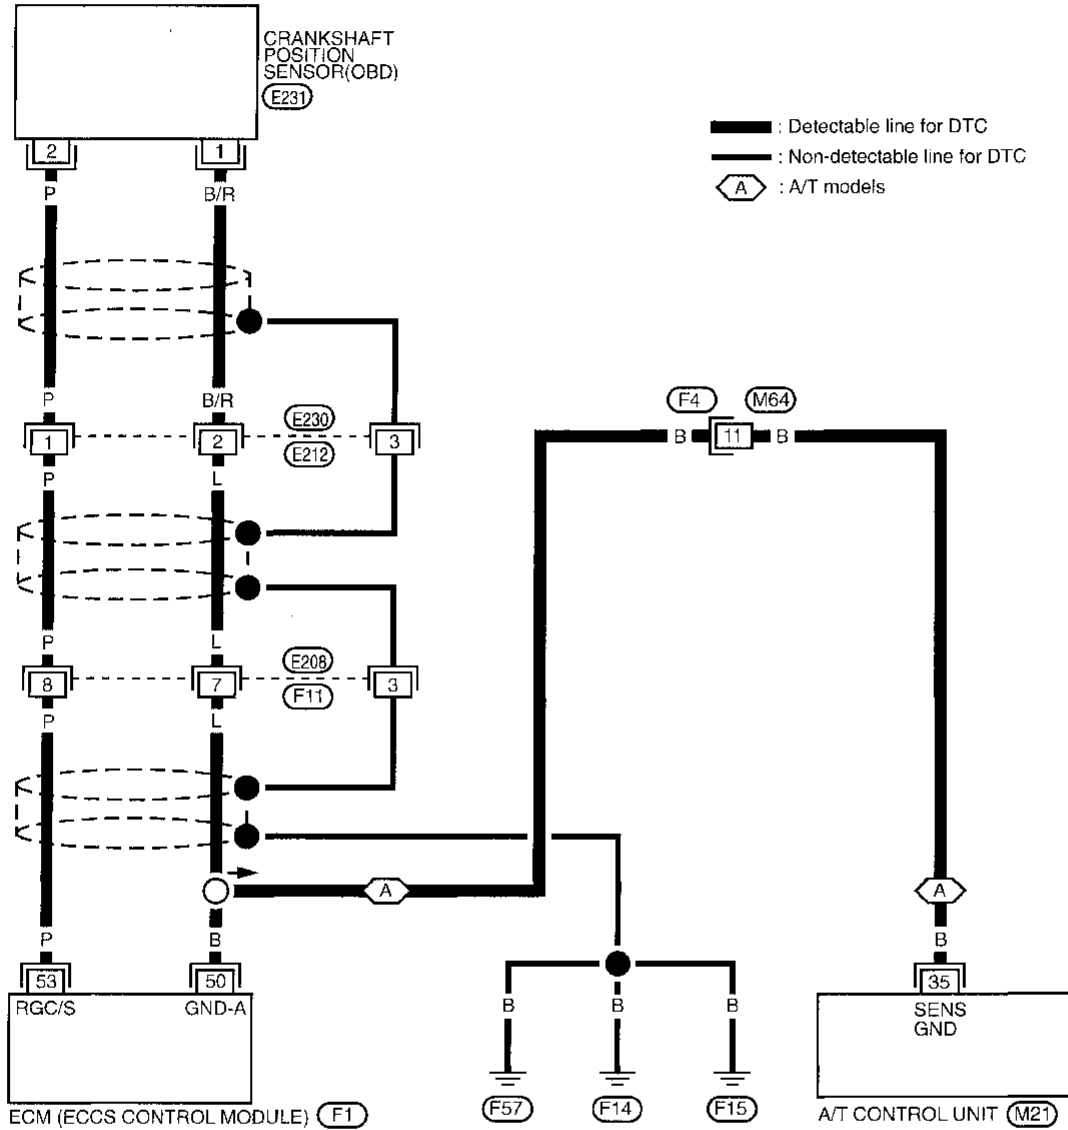 CRANKSHAFT
POSITION
SENSOR(OBD)
E231
2
1
: Detectable line for DTC
: Non-detectable line for DTC
A : A/T models
P
B/R
P
B/R
F4
M64
E230
1
2
3
B
11
B
E212
P
L
P
L
E208
8
7
3
F11
P
L
A
A
P
B
B
53
50
35
RGC/S
GND-A
B
B
B
SENS
GND
ECM (ECCS CONTROL MODULE) F1
F57
F14
F15
A/T CONTROL UNIT M21